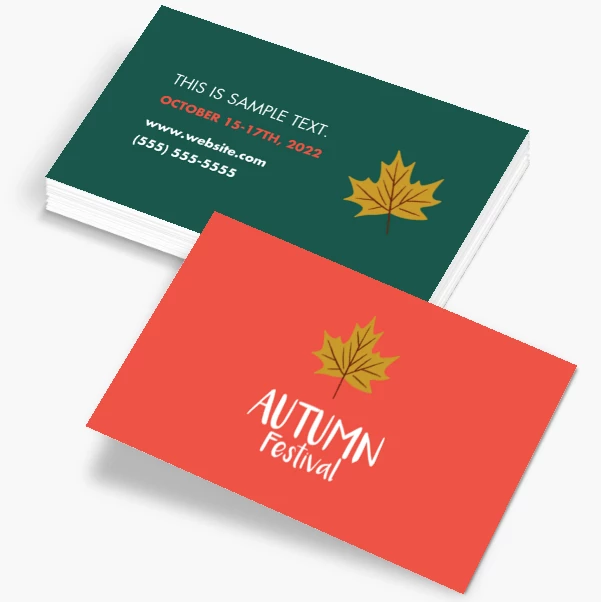 THIS IS SAMPLE TEXT.
OCTOBER 15-17TH, 2022
www.website.com
(555) 555-5555
AUTUMN
Festival